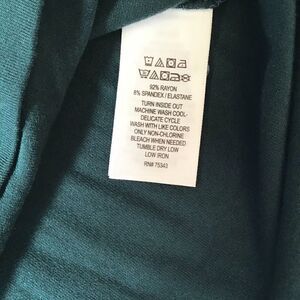 92% RAYON
8% SPANDEX / ELASTANE
TURN INSIDE OUT
MACHINE WASH COOL-
DELICATE CYCLE
WASH WITH LIKE COLORS
ONLY NON-CHLORINE
BLEACH WHEN NEEDED
TUMBLE DRY LOW
LOW IRON
RN# 75343